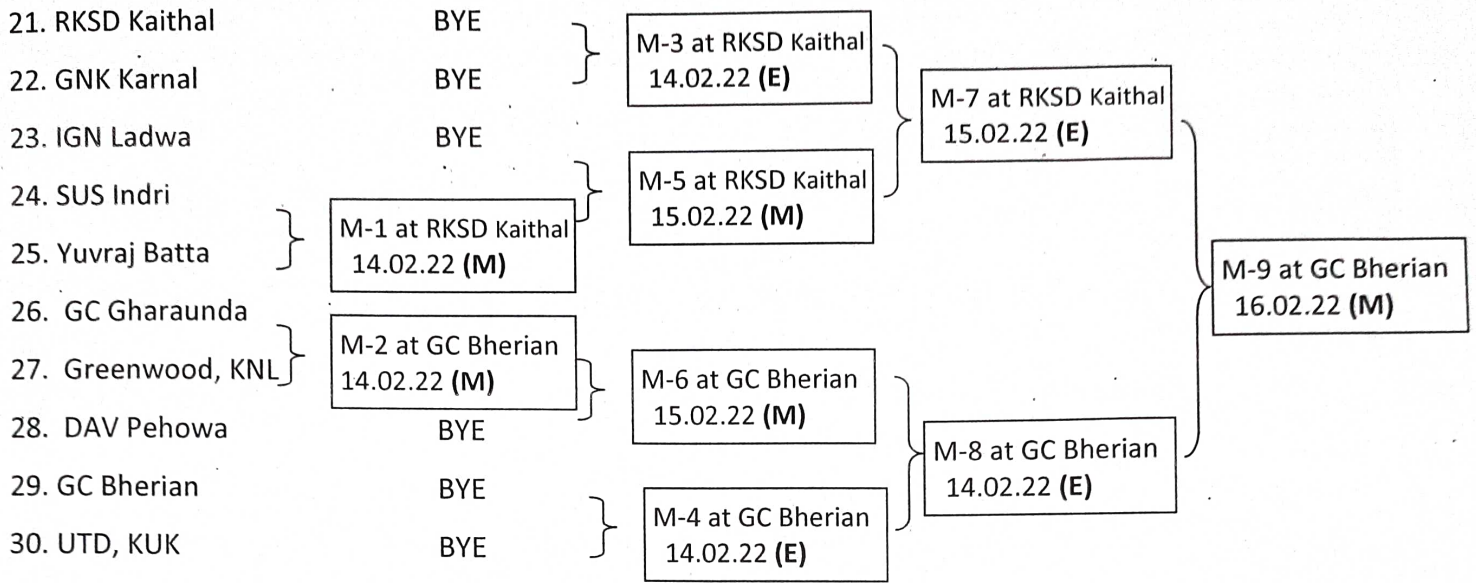 21. RKSD Kaithal BYE
22. GNK Karnal BYE
23. IGN Ladwa BYE
24. SUS Indri
25. Yuvraj Batta
26. GC Gharaunda
27. Greenwood, KNL
28. DAV Pehowa BYE
29. GC Bherian BYE
30. UTD, KUK BYE
M-1 at RKSD Kaithal
14.02.22 (M)
M-2 at GC Bherian
14.02.22 (M)
M-3 at RKSD Kaithal
14.02.22 (E)
M-5 at RKSD Kaithal
15.02.22 (M)
M-6 at GC Bherian
15.02.22 (M)
M-4 at GC Bherian
14.02.22 (E)
M-7 at RKSD Kaithal
15.02.22 (E)
M-8 at GC Bherian
14.02.22 (E)
M-9 at GC Bherian
16.02.22 (M)